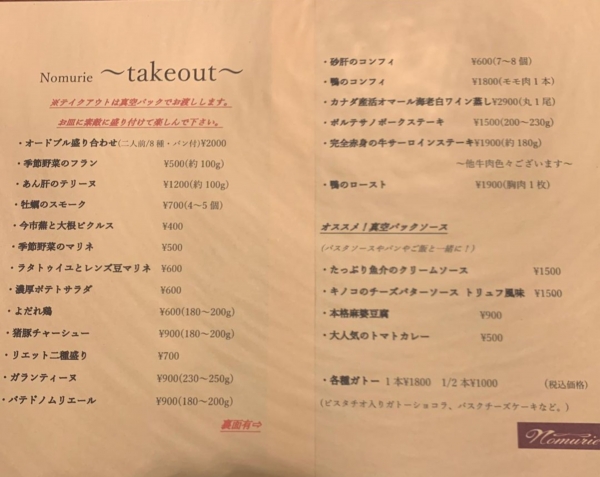 Nomurie ～takeout～
※テイクアウトは真空パックでお渡しします。
お皿に素敵に盛り付けて楽しんで下さい。
・オードブル盛り合わせ(二人前/8種・パン付)¥2000
・季節野菜のフラン ¥500(約100g)
・あん肝のテリーヌ ¥1200(約100g)
・牡蠣のスモーク ¥700(4～5個)
・今市蕪と大根ピクルス ¥400
・季節野菜のマリネ ¥500
・ラタトゥイユとレンズ豆マリネ ¥600
・濃厚ポテトサラダ ¥600
・よだれ鶏 ¥600(180～200g)
・猪豚チャーシュー ¥900(180～200g)
・リエット二種盛り ¥700
・ガランティーヌ ¥900(230～250g)
・パテドノムリエール ¥900(180～200g)
裏面有⇨
・砂肝のコンフィ ¥600(7～8個)
・鴨のコンフィ ¥1800(モモ肉1本)
・カナダ産活オマール海老白ワイン蒸し¥2900(丸1尾)
・ポルテサノポークステーキ ¥1500(200～230g)
・完全赤身の牛サーロインステーキ¥1900(約180g)
～他牛肉色々ございます～
・鴨のロースト ¥1900(胸肉1枚)
オススメ！真空パックソース
(パスタソースやパンやご飯と一緒に？)
・たっぷり魚介のクリームソース ¥1500
・キノコのチーズバターソース トリュフ風味 ¥1500
・本格麻婆豆腐 ¥900
・大人気のトマトカレー ¥500
・各種ガトー 1本¥1800 1/2本¥1000 (税込価格)
(ピスタチオ入りガトーショコラ、バスクチーズケーキなど。)
Nomurie